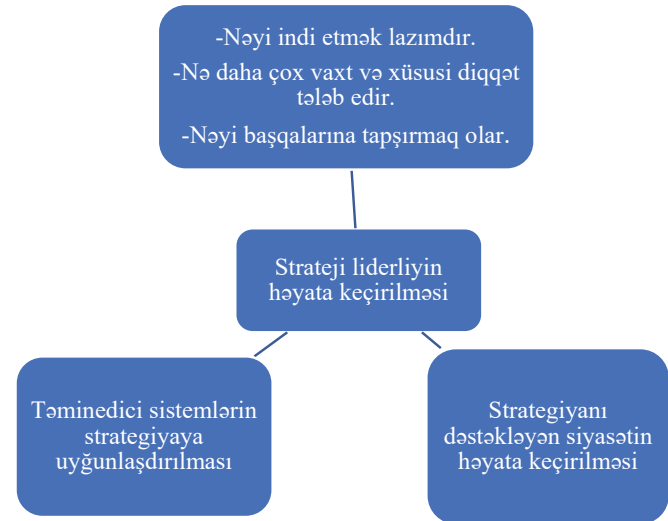 -Nəyi indi etmək lazımdır.
-Nə daha çox vaxt və xüsusi diqqət
tələb edir.
-Nəyi başqalarına tapşırmaq olar.
Strateji liderliyin
həyata keçirilməsi
Təminedici sistemlərin
strategiyaya
uyğunlaşdırılması
Strategiyanı
dəstəkləyən siyasətin
həyata keçirilməsi